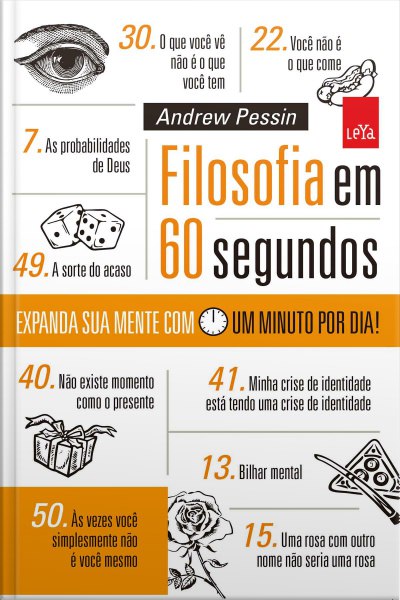 30. O que você vê
não é o que
você tem
22. Você não é
o que come
Andrew Pessin
LeYa
7. As probabilidades
de Deus
Filosofia em
60 segundos
49. A sorte do acaso
EXPANDA SUA MENTE COM UM MINUTO POR DIA!
40. Não existe momento
como o presente
41. Minha crise de identidade
está tendo uma crise de identidade
13. Bilhar mental
50. Às vezes você
simplesmente não
é você mesmo
15. Uma rosa com outro
nome não seria uma rosa